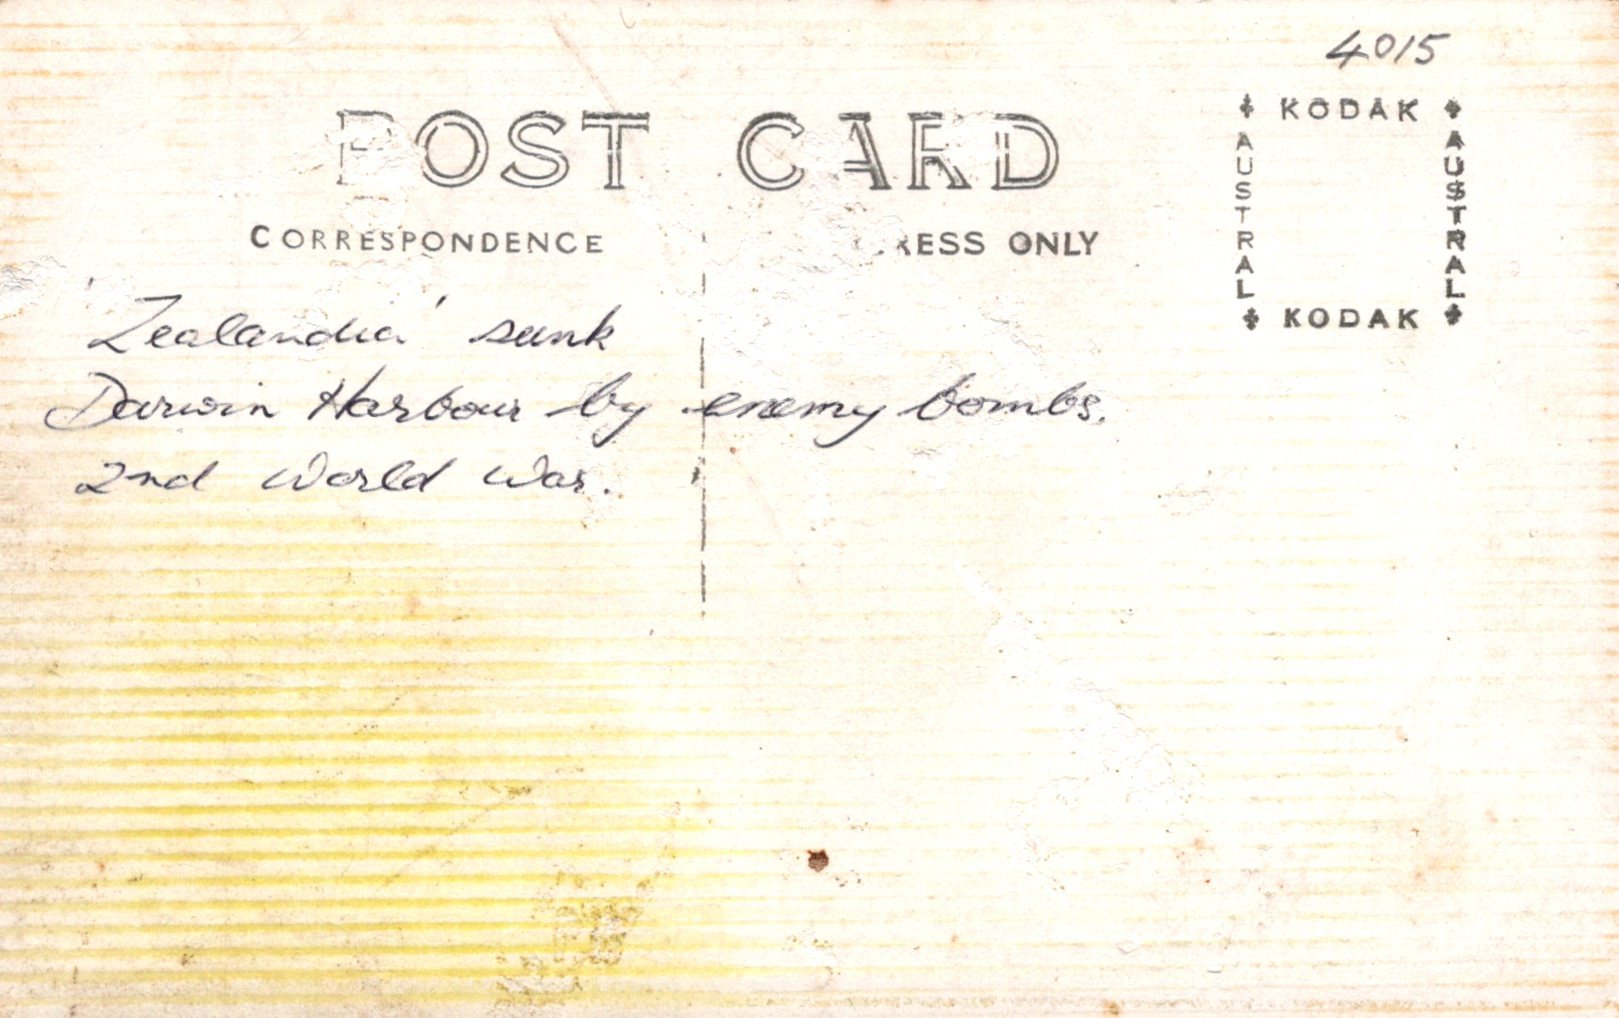 4015
POST CARD
KODAK
AUSTRAL
AUSTRAL
KODAK
CORRESPONDENCE
ONLY
'Zealandia' sunk
Darwin Harbour by enemy bombs.
2nd World War.